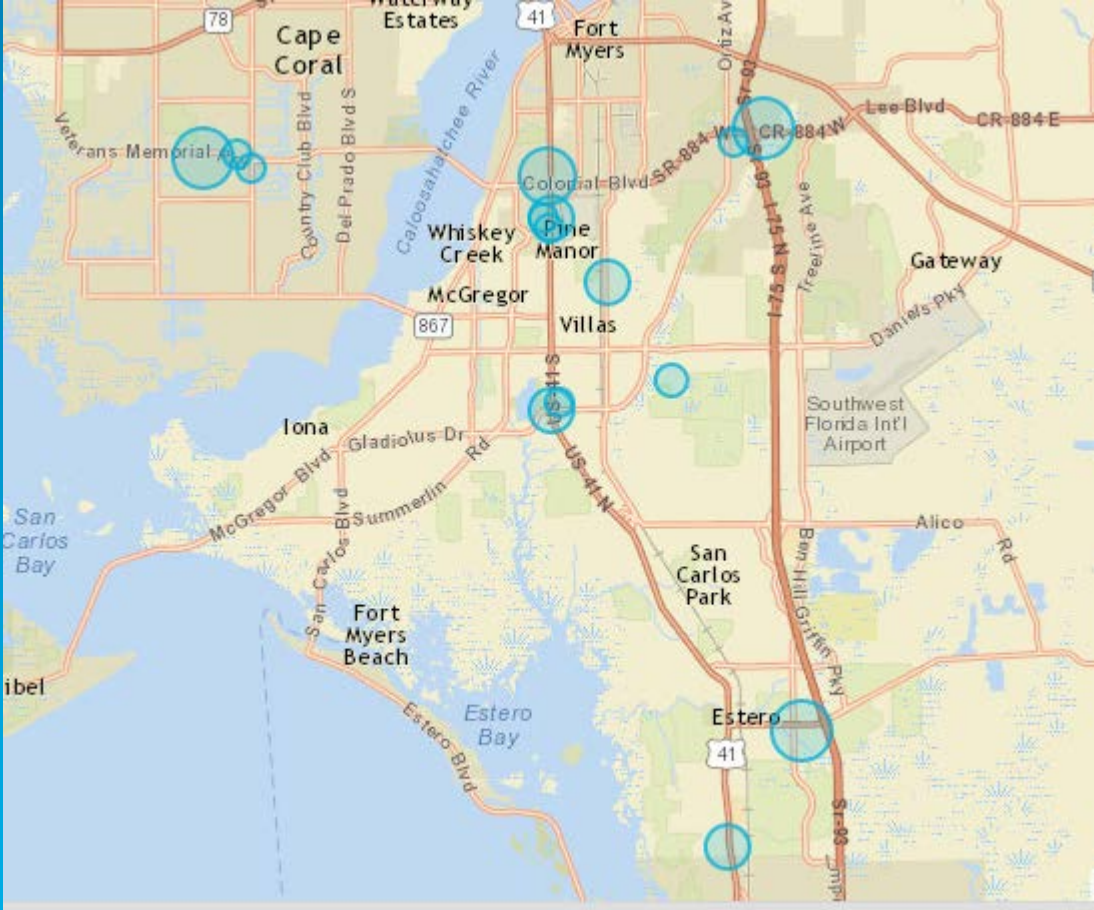 78
Estates
41
Fort
Myers
Cape
Coral
Caloosahatchee River
Sr-93
Lee Blvd
CR-884 E
CR-884 W
SR-884 W
Veterans Memorial
Country Club Blvd
Del Prado Blvd S
Colonial Blvd
I-75 N
I-75 S
Treeline Ave
Whiskey
Creek
Pine
Manor
Gateway
McGregor
867
Villas
Daniels Pky
US-41 S
Southwest
Florida Int'l
Airport
Iona
Gladiolus Dr
Rd
US-41 N
McGregor Blvd
Summerlin
San
Carlos
Bay
San Carlos Blvd
Alico
Rd
San
Carlos
Park
Ben Hill Griffin Pky
Fort
Myers
Beach
ibel
Estero
Bay
Estero
Estero Blvd
41
Sr-93